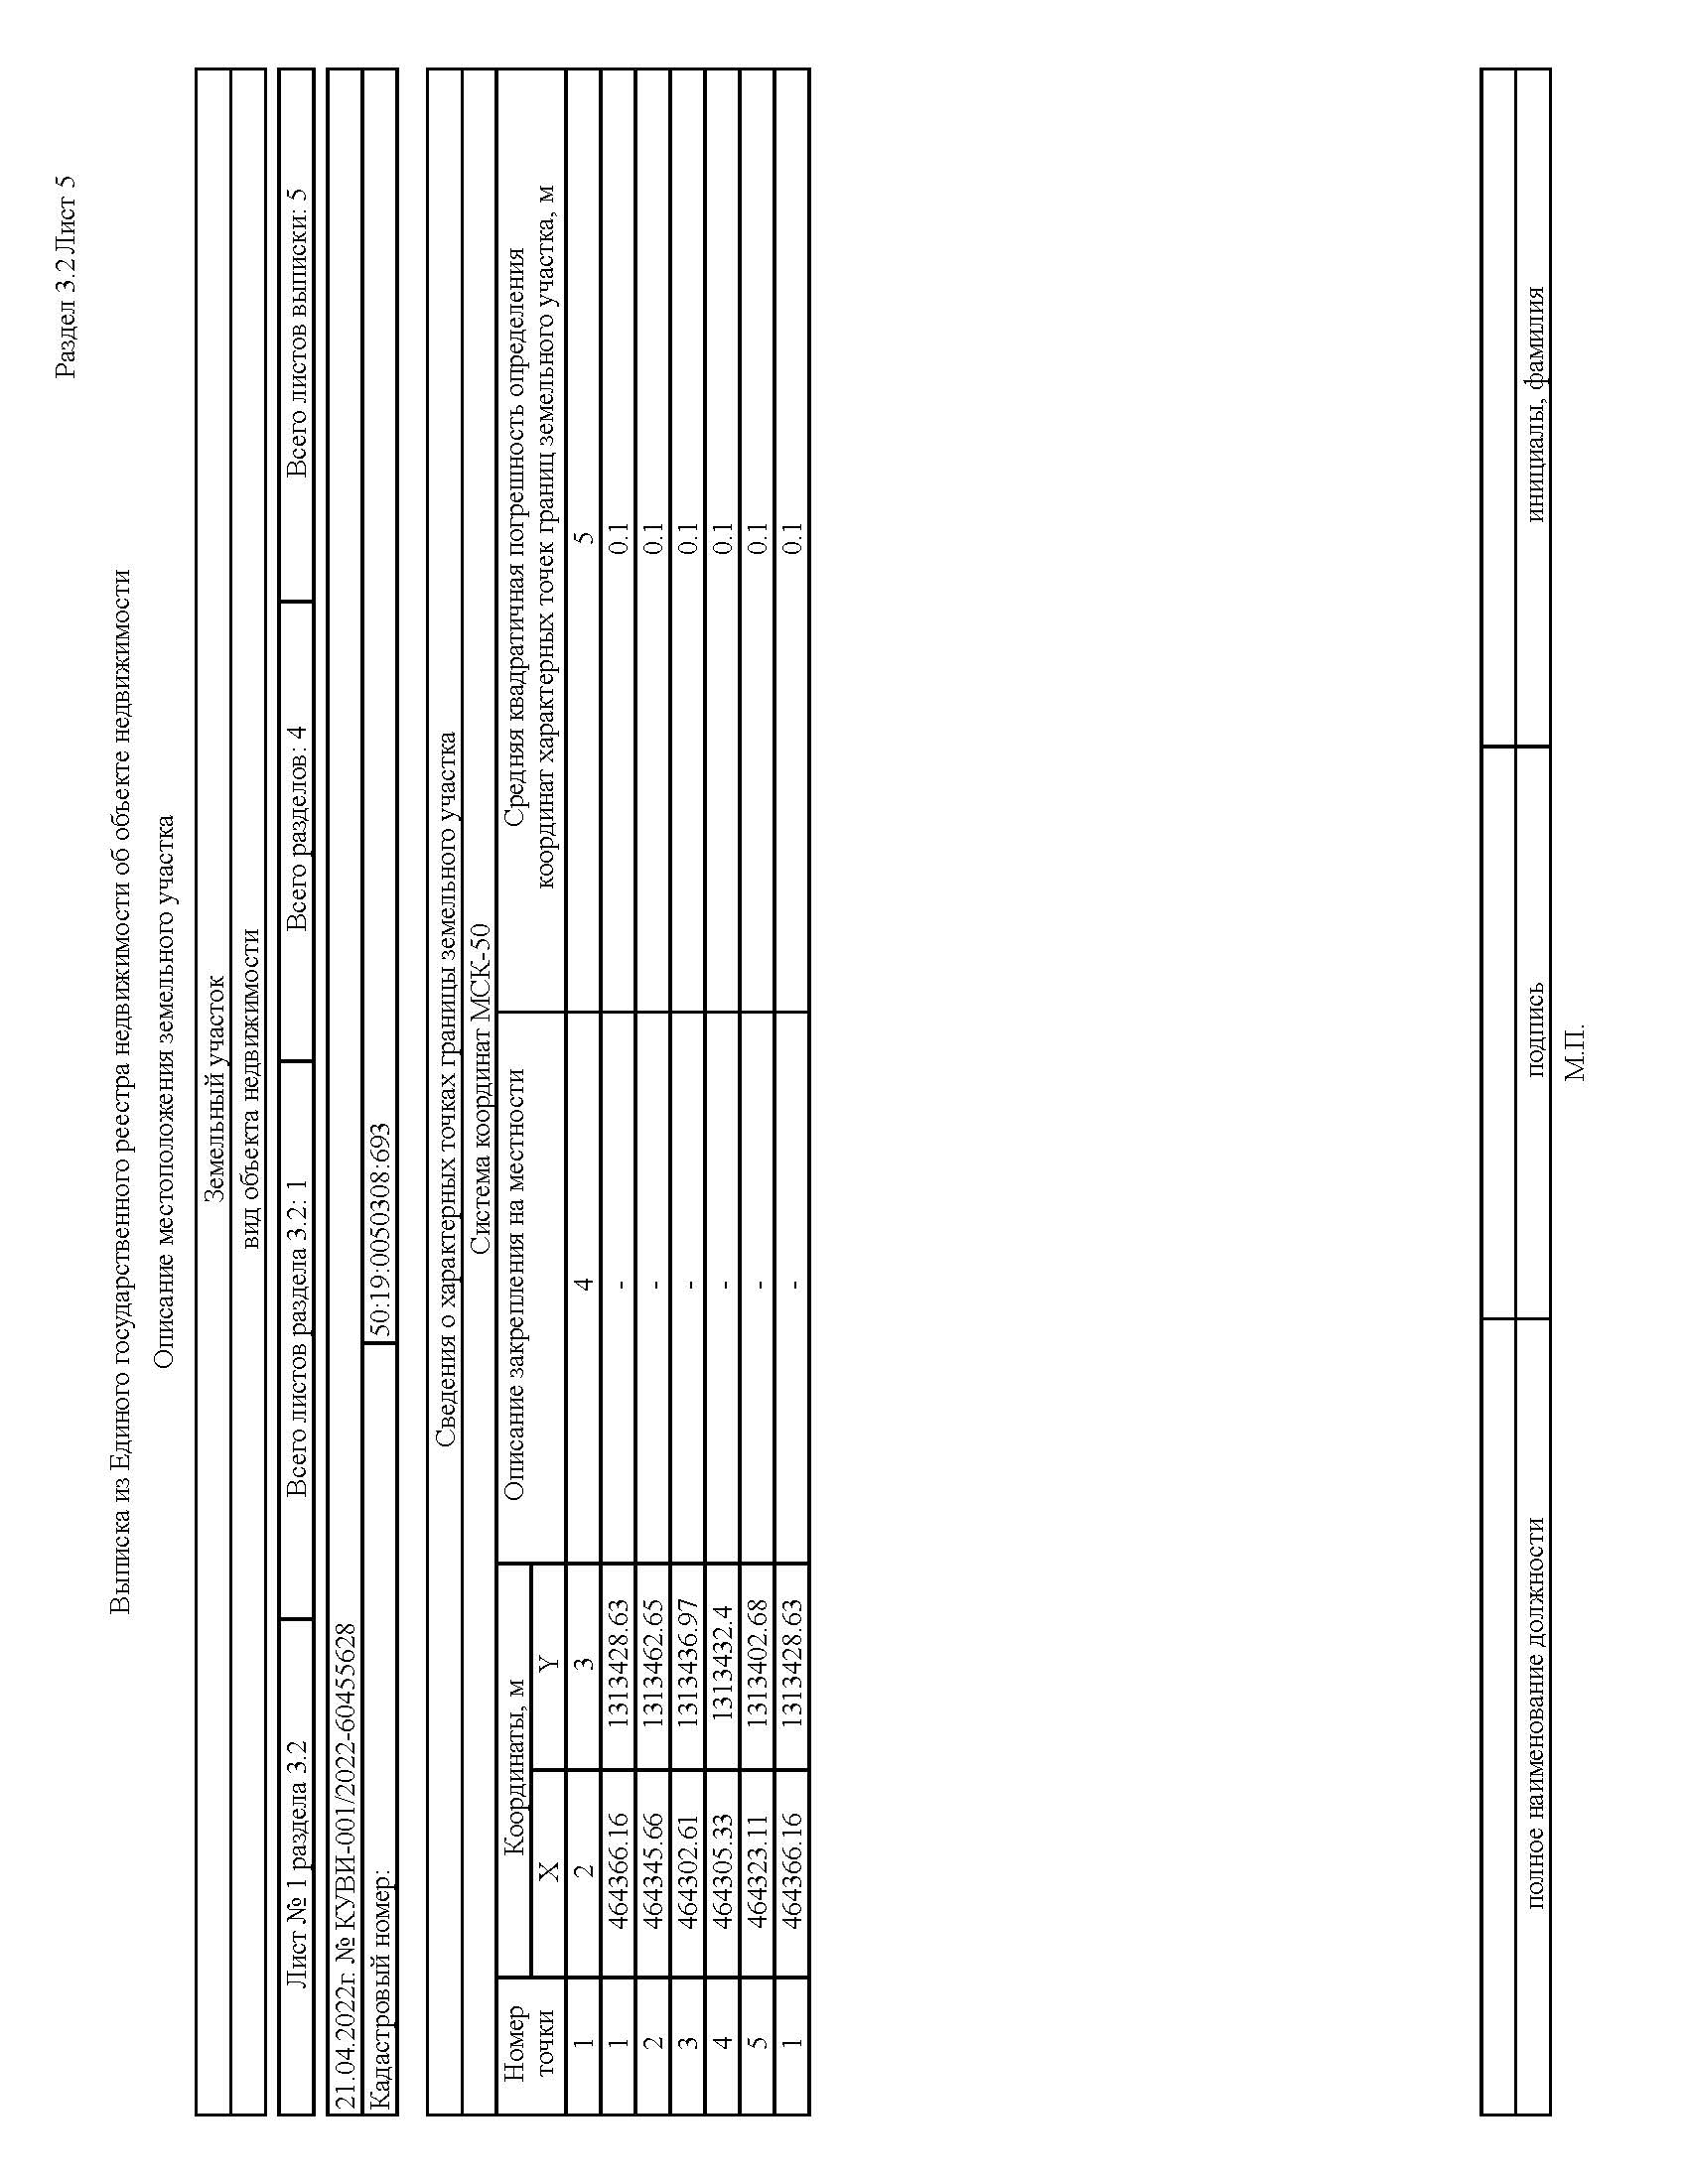 Раздел 3.2 Лист 5
Выписка из Единого государственного реестра недвижимости об объекте недвижимости
Описание местоположения земельного участка
Земельный участок
вид объекта недвижимости
Лист № 1 раздела 3.2 Всего листов раздела 3.2: 1 Всего разделов: 4 Всего листов выписки: 5
21.04.2022г. № КУВИ-001/2022-60455628
Кадастровый номер: 50:19:0050308:693
Сведения о характерных точках границы земельного участка
Система координат МСК-50
Номер Координаты, м Описание закрепления на местности Средняя квадратичная погрешность определения
точки X Y координат характерных точек границ земельного участка, м
1 2 3 4 5
1 464366.16 1313428.63 - 0.1
2 464345.66 1313462.65 - 0.1
3 464302.61 1313436.97 - 0.1
4 464305.33 1313432.4 - 0.1
5 464323.11 1313402.68 - 0.1
1 464366.16 1313428.63 - 0.1
полное наименование должности подпись инициалы, фамилия
М.П.